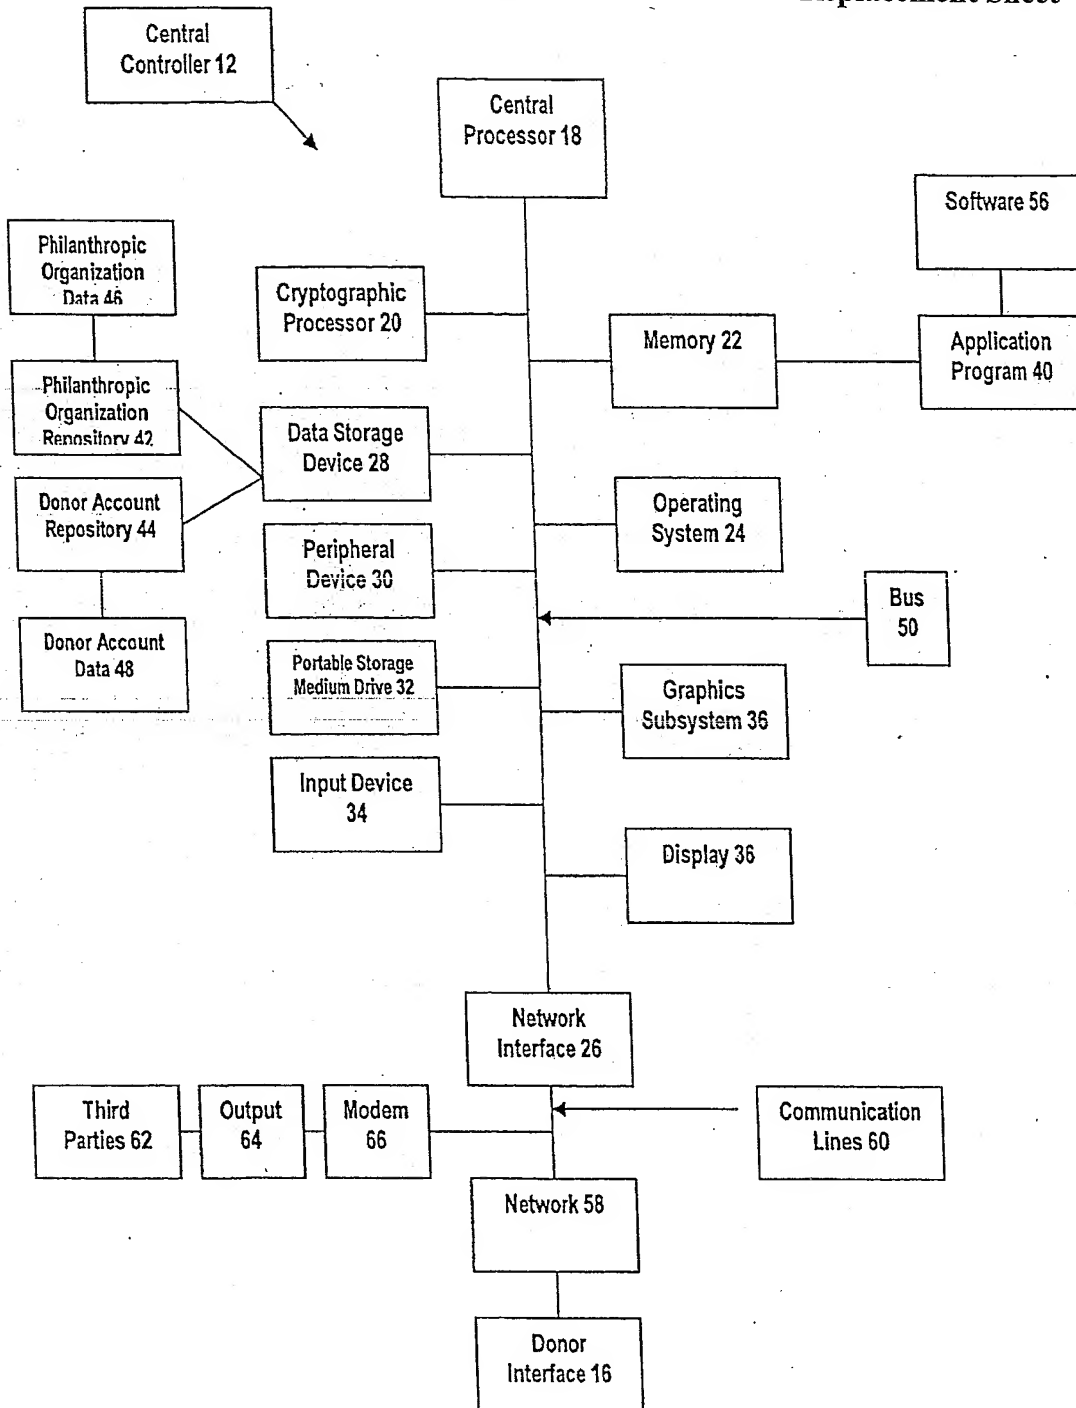 Replacement Sheet
Central
Controller 12
Central
Processor 18
Software 56
Philanthropic
Organization
Data 46
Cryptographic
Processor 20
Memory 22
Application
Program 40
Philanthropic
Organization
Repository 42
Data Storage
Device 28
Donor Account
Repository 44
Operating
System 24
Peripheral
Device 30
Bus
50
Donor Account
Data 48
Portable Storage
Medium Drive 32
Graphics
Subsystem 36
Input Device
34
Display 36
Network
Interface 26
Third
Parties 62
Output
64
Modem
66
Communication
Lines 60
Network 58
Donor
Interface 16